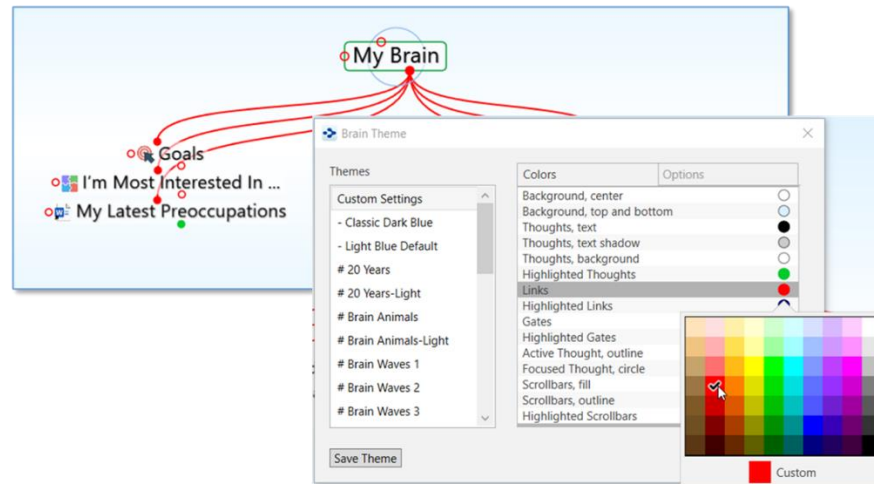 My Brain
Goals
I'm Most Interested In ...
My Latest Preoccupations
Brain Theme
Themes
Custom Settings
- Classic Dark Blue
- Light Blue Default
# 20 Years
# 20 Years-Light
# Brain Animals
# Brain Animals-Light
# Brain Waves 1
# Brain Waves 2
# Brain Waves 3
Save Theme
Colors
Options
Background, center
Background, top and bottom
Thoughts, text
Thoughts, text shadow
Thoughts, background
Highlighted Thoughts
Links
Highlighted Links
Gates
Highlighted Gates
Active Thought, outline
Focused Thought, circle
Scrollbars, fill
Scrollbars, outline
Highlighted Scrollbars
Custom